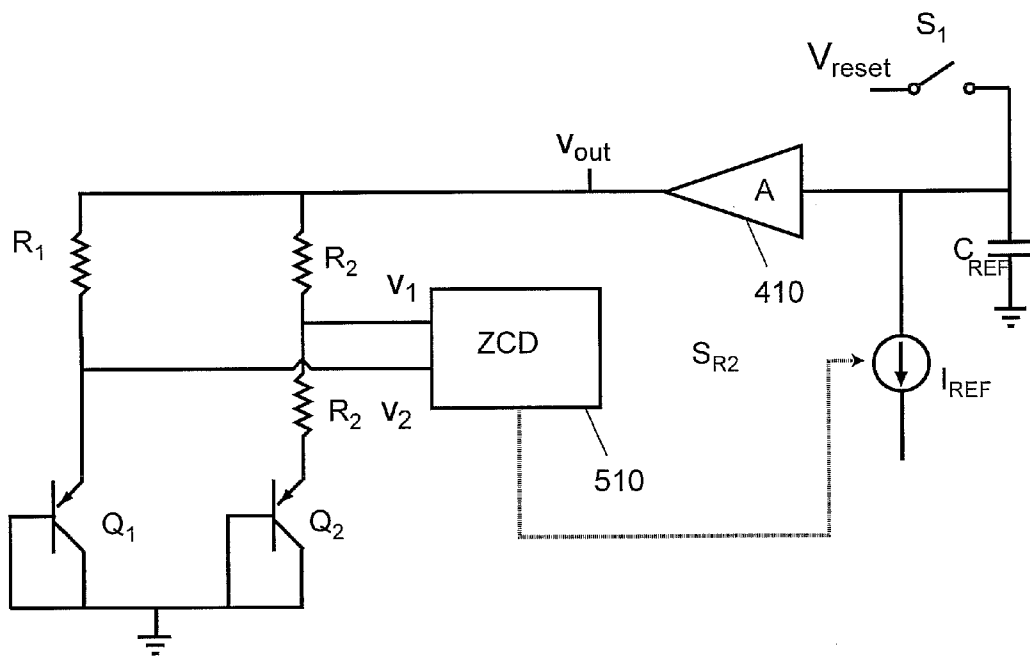 S1
Vreset
vout
A
R1
R2
v1
CREF
410
ZCD
SR2
IREF
R2
v2
510
Q1
Q2